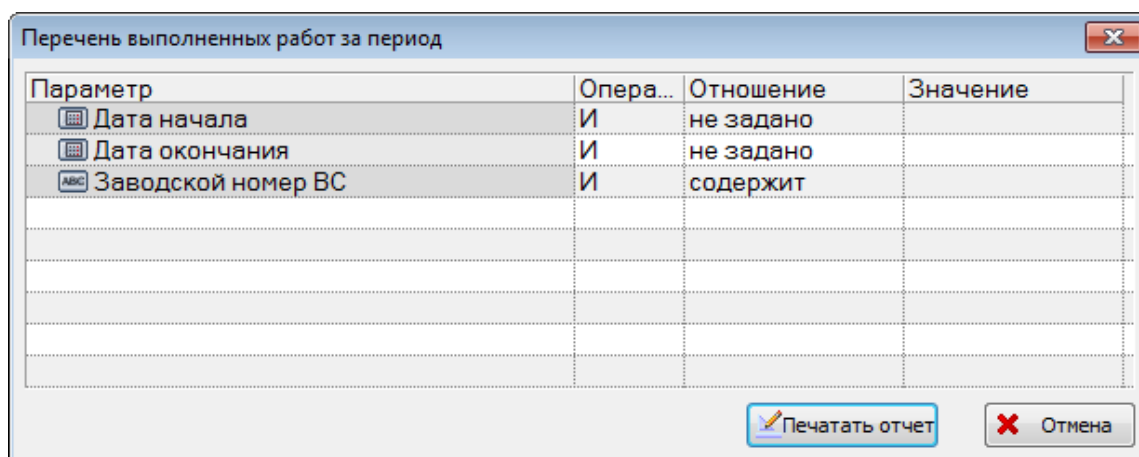 Перечень выполненных работ за период
Параметр Опера... Отношение Значение
Дата начала И не задано
Дата окончания И не задано
ABC Заводской номер ВС И содержит
Печатать отчет Отмена